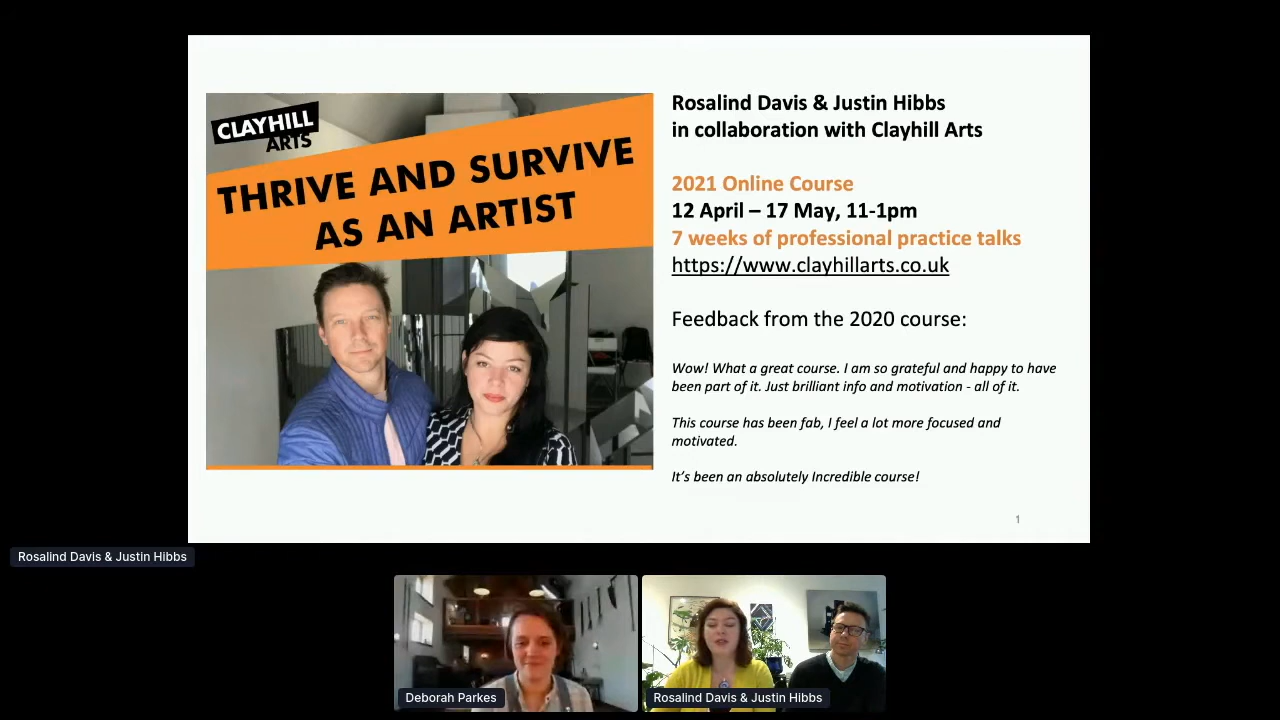 CLAYHILL
ARTS
THRIVE AND SURVIVE
AS AN ARTIST
Rosalind Davis & Justin Hibbs
in collaboration with Clayhill Arts
2021 Online Course
12 April – 17 May, 11-1pm
7 weeks of professional practice talks
https://www.clayhillarts.co.uk
Feedback from the 2020 course:
Wow! What a great course. I am so grateful and happy to have
been part of it. Just brilliant info and motivation - all of it.
This course has been fab, I feel a lot more focused and
motivated.
It’s been an absolutely Incredible course!
1
Rosalind Davis & Justin Hibbs
Deborah Parkes
Rosalind Davis & Justin Hibbs